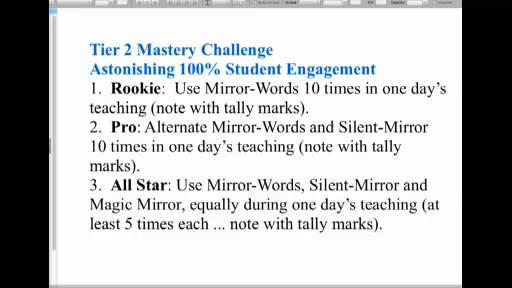 Tier 2 Mastery Challenge
Astonishing 100% Student Engagement
1.  Rookie:  Use Mirror-Words 10 times in one day's
teaching (note with tally marks).
2.  Pro: Alternate Mirror-Words and Silent-Mirror
10 times in one day's teaching (note with tally
marks).
3.  All Star: Use Mirror-Words, Silent-Mirror and
Magic Mirror, equally during one day's teaching (at
least 5 times each ... note with tally marks).